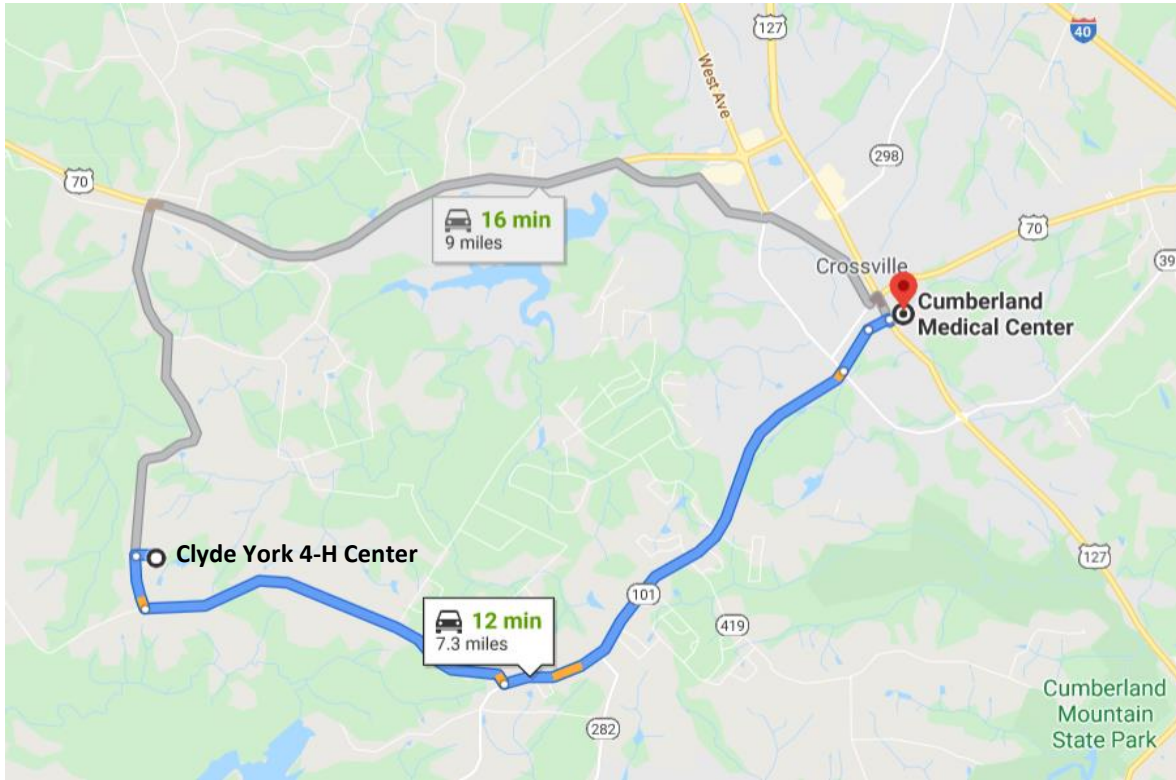 127
40
West Ave
298
70
70
39
16 min
9 miles
Crossville
Cumberland
Medical Center
Clyde York 4-H Center
127
101
12 min
7.3 miles
419
282
Cumberland
Mountain
State Park